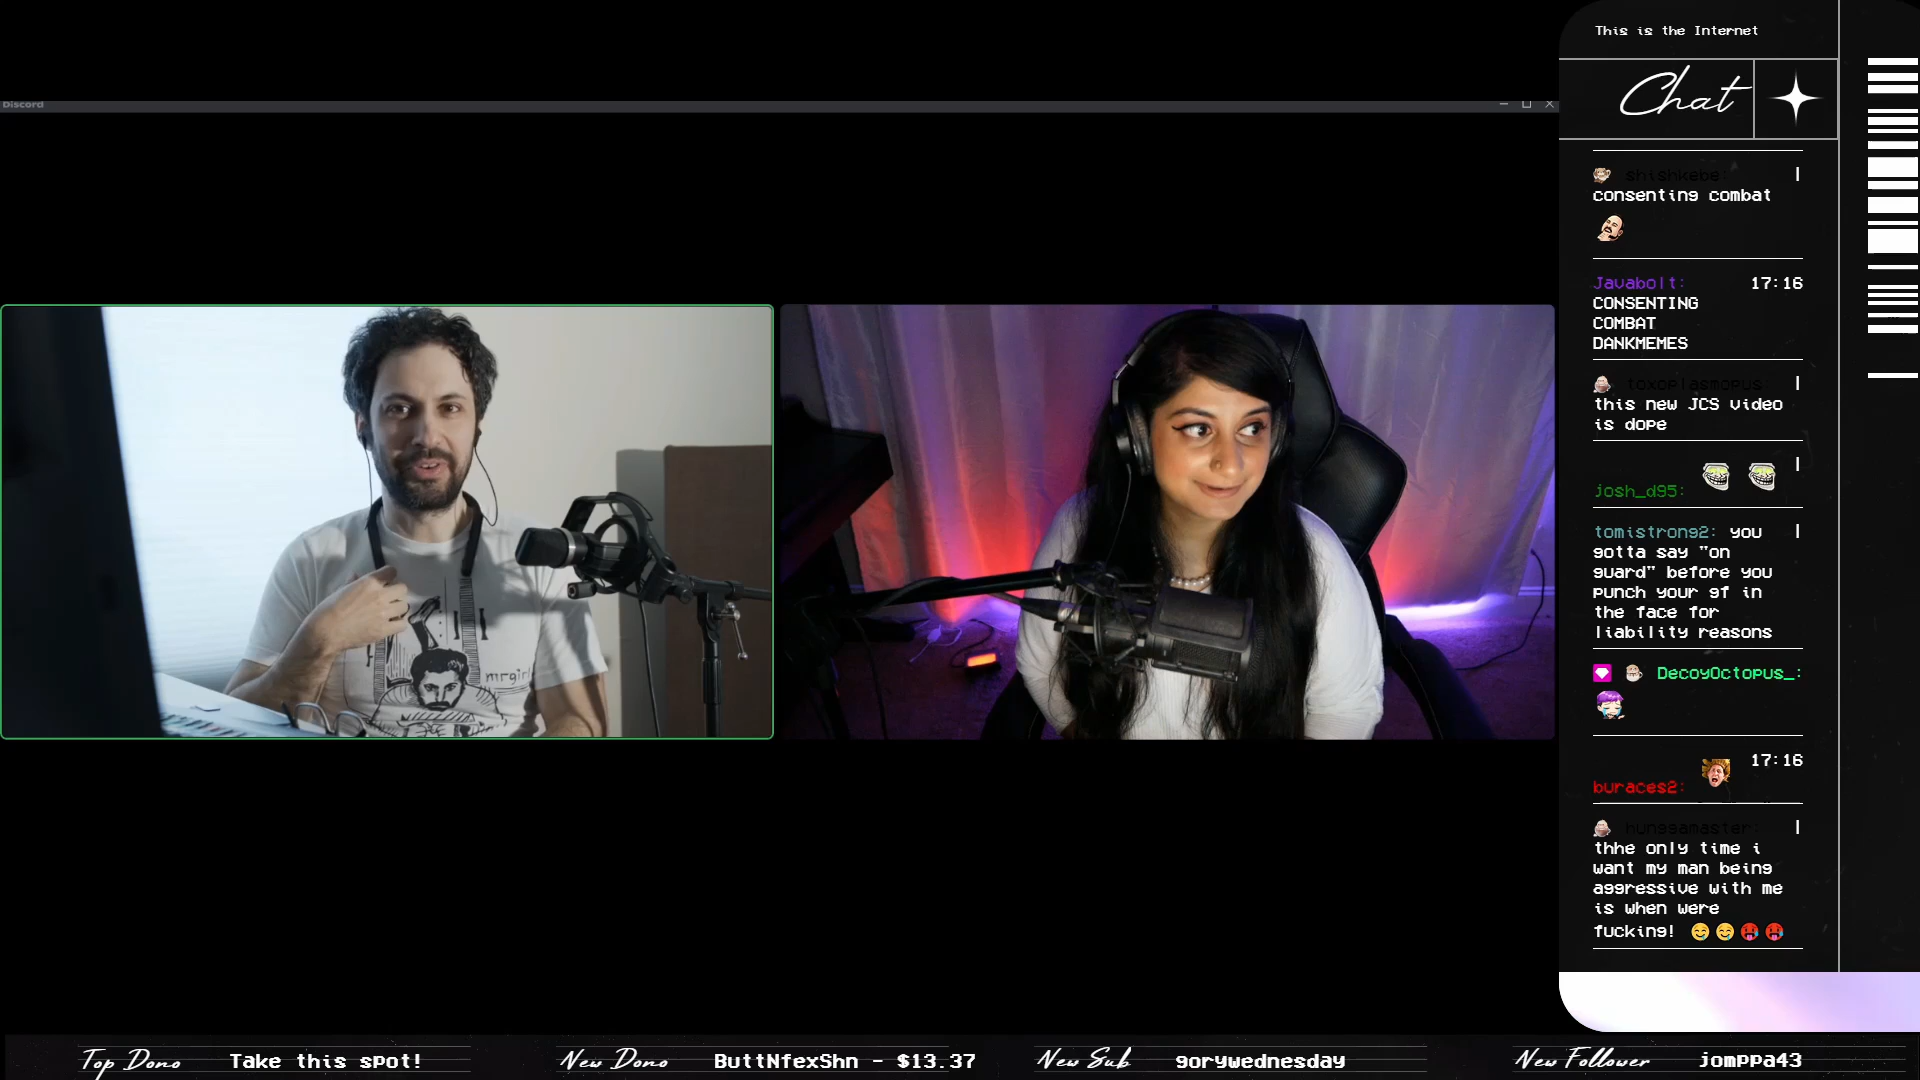 This is the Internet
Chat
Discord
shishkebe:
consenting combat
Javabolt: 17:16
CONSENTING
COMBAT
DANKMEMES
toxoplasmopus:
this new JCS video
is dope
josh_d95:
tomistrong2: you
gotta say "on
guard" before you
punch your gf in
the face for
liability reasons
DecoyOctopus_:
17:16
buraces2:
hunggamaster:
thhe only time i
want my man being
aggressive with me
is when were
fucking!
mrgirl
Top Dono Take this spot!
New Dono ButtNfexShn - $13.37
New Sub gorywednesday
New Follower jomppa43